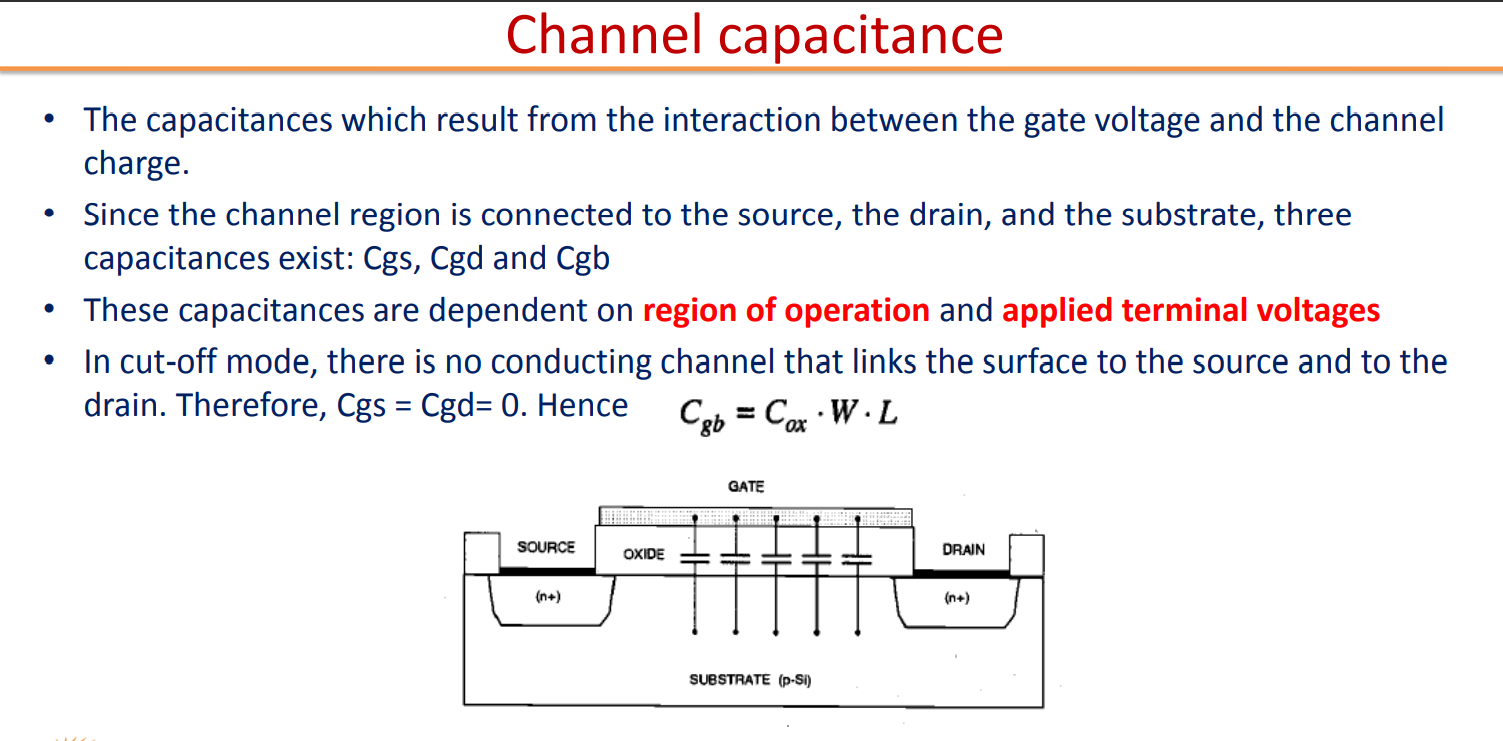 Channel capacitance
• The capacitances which result from the interaction between the gate voltage and the channel
charge.
• Since the channel region is connected to the source, the drain, and the substrate, three
capacitances exist: Cgs, Cgd and Cgb
• These capacitances are dependent on region of operation and applied terminal voltages
• In cut-off mode, there is no conducting channel that links the surface to the source and to the
drain. Therefore, Cgs = Cgd= 0. Hence C_gb = C_ox · W · L
GATE
SOURCE
OXIDE
DRAIN
(n+)
(n+)
SUBSTRATE (p-Si)